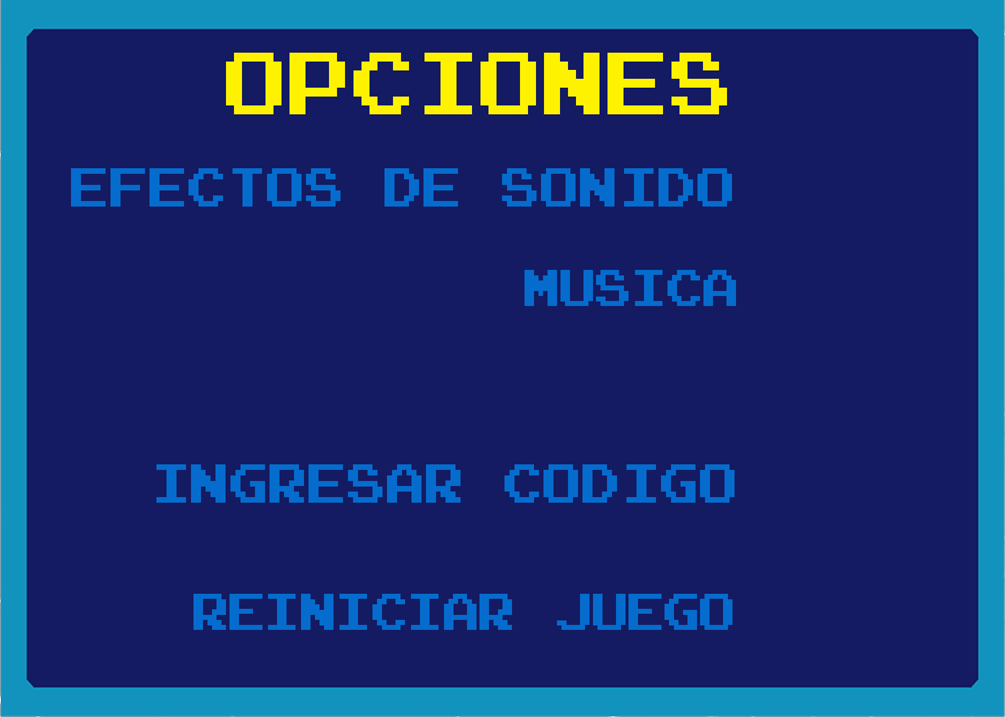 OPCIONES
EFECTOS DE SONIDO
MUSICA
INGRESAR CODIGO
REINICIAR JUEGO